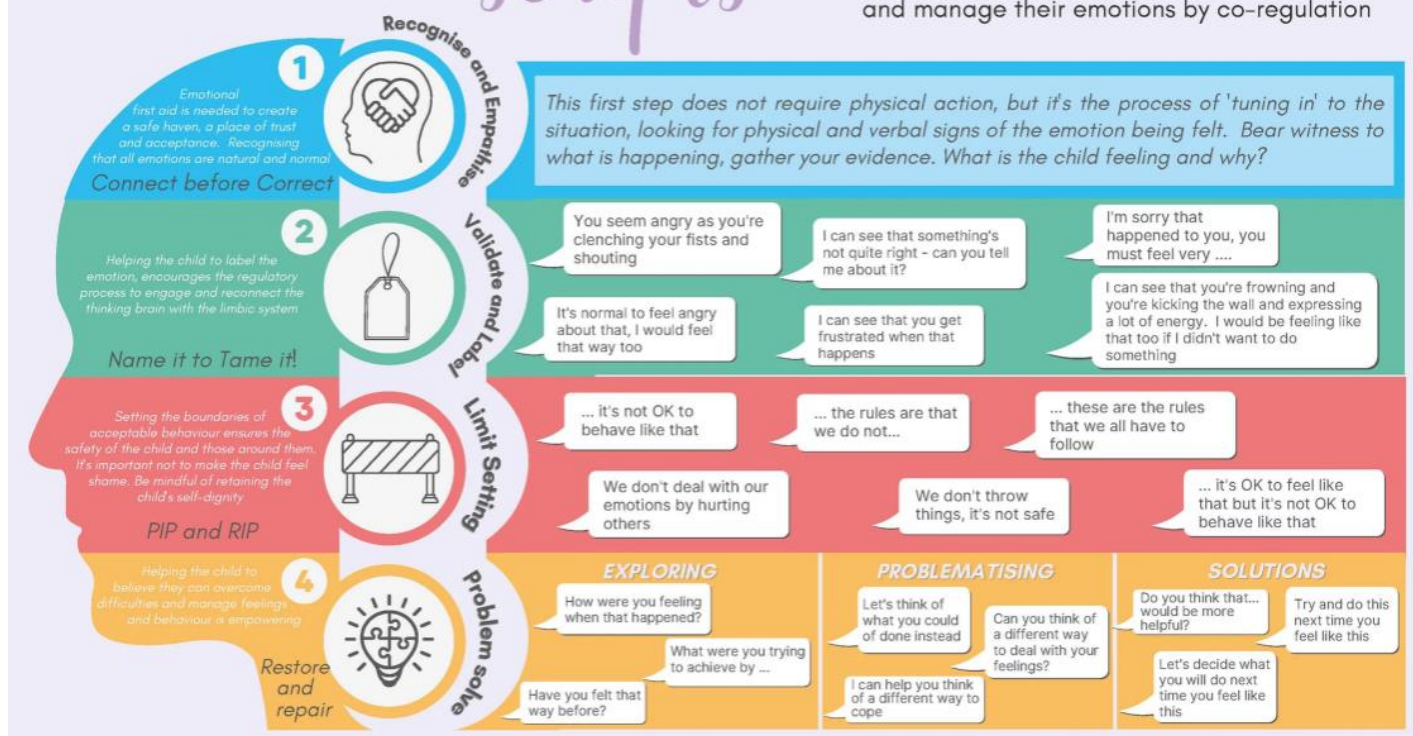 scripts
and manage their emotions by co-regulation
1
Recognise and Empathise
Emotional
first aid is needed to create
a safe haven, a place of trust
and acceptance. Recognising
that all emotions are natural and normal
Connect before Correct
This first step does not require physical action, but it's the process of 'tuning in' to the
situation, looking for physical and verbal signs of the emotion being felt. Bear witness to
what is happening, gather your evidence. What is the child feeling and why?
2
Validate and Label
Helping the child to label the
emotion, encourages the regulatory
process to engage and reconnect the
thinking brain with the limbic system
Name it to Tame it!
You seem angry as you're
clenching your fists and
shouting
I can see that something's
not quite right - can you tell
me about it?
I'm sorry that
happened to you, you
must feel very ....
It's normal to feel angry
about that, I would feel
that way too
I can see that you get
frustrated when that
happens
I can see that you're frowning and
you're kicking the wall and expressing
a lot of energy. I would be feeling like
that too if I didn't want to do
something
3
Limit Setting
Setting the boundaries of
acceptable behaviour ensures the
safety of the child and those around them.
It's important not to make the child feel
shame. Be mindful of retaining the
child's self-dignity
PIP and RIP
... it's not OK to
behave like that
... the rules are that
we do not...
... these are the rules
that we all have to
follow
We don't deal with our
emotions by hurting
others
We don't throw
things, it's not safe
... it's OK to feel like
that but it's not OK to
behave like that
4
Problem solve
Helping the child to
believe they can overcome
difficulties and manage feelings
and behaviour is empowering
Restore
and
repair
EXPLORING
How were you feeling
when that happened?
What were you trying
to achieve by ...
Have you felt that
way before?
PROBLEMATISING
Let's think of
what you could
of done instead
Can you think of
a different way
to deal with your
feelings?
I can help you think
of a different way to
cope
SOLUTIONS
Do you think that...
would be more
helpful?
Try and do this
next time you
feel like this
Let's decide what
you will do next
time you feel like
this